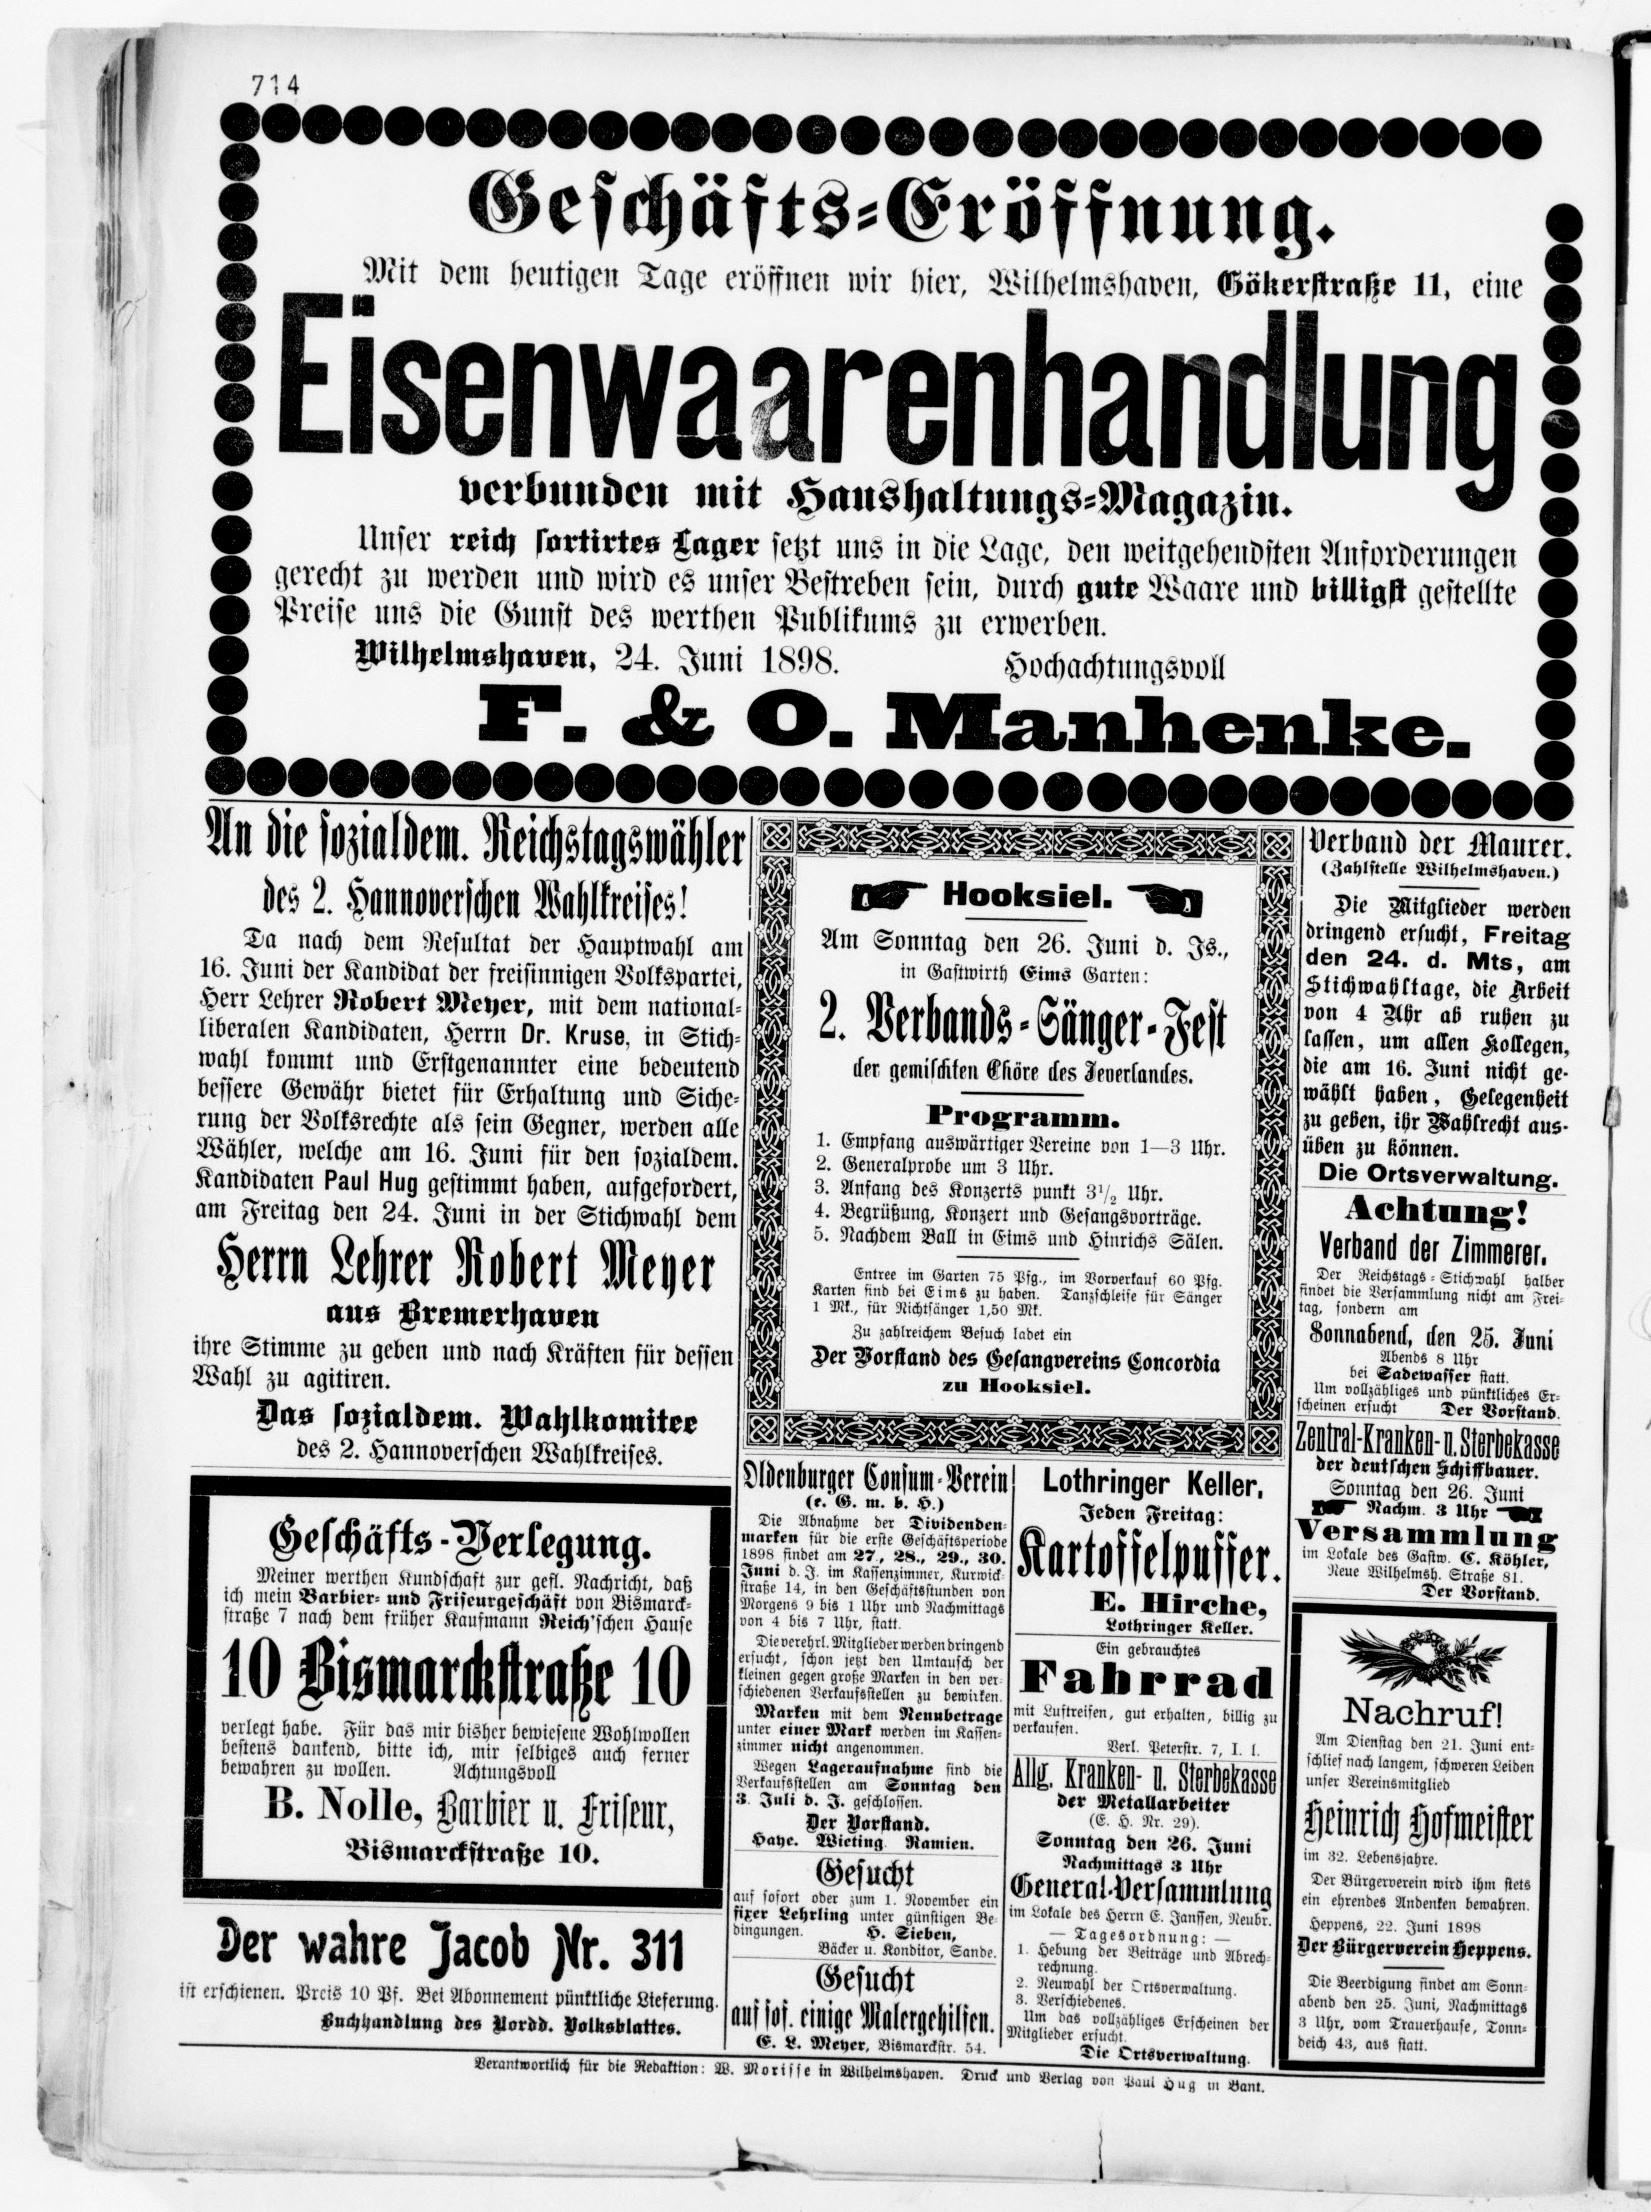 714
Geschäfts-Eröffnung.
Mit dem heutigen Tage eröffnen wir hier, Wilhelmshaven, Gökerstraße 11, eine
Eisenwaarenhandlung
verbunden mit Haushaltungs-Magazin.
Unser reich sortirtes Lager setzt uns in die Lage, den weitgehendsten Anforderungen
gerecht zu werden und wird es unser Bestreben sein, durch gute Waare und billigst gestellte
Preise uns die Gunst des werthen Publikums zu erwerben.
Wilhelmshaven, 24. Juni 1898. Hochachtungsvoll
F. & O. Manhenke.
An die sozialdem. Reichstagswähler
des 2. Hannoverschen Wahlkreises!
Da nach dem Resultat der Hauptwahl am
16. Juni der Kandidat der freisinnigen Volkspartei,
Herr Lehrer Robert Meyer, mit dem national-
liberalen Kandidaten, Herrn Dr. Kruse, in Stich-
wahl kommt und Erstgenannter eine bedeutend
bessere Gewähr bietet für Erhaltung und Siche-
rung der Volksrechte als sein Gegner, werden alle
Wähler, welche am 16. Juni für den sozialdem.
Kandidaten Paul Hug gestimmt haben, aufgefordert,
am Freitag den 24. Juni in der Stichwahl dem
Herrn Lehrer Robert Meyer
aus Bremerhaven
ihre Stimme zu geben und nach Kräften für dessen
Wahl zu agitiren.
Das sozialdem. Wahlkomitee
des 2. Hannoverschen Wahlkreises.
Geschäfts-Verlegung.
Meiner werthen Kundschaft zur gefl. Nachricht, daß
ich mein Barbier- und Friseurgeschäft von Bismarck-
straße 7 nach dem früher Kaufmann Reich'schen Hause
10 Bismarckstraße 10
verlegt habe. Für das mir bisher bewiesene Wohlwollen
bestens dankend, bitte ich, mir selbiges auch ferner
bewahren zu wollen. Achtungsvoll
B. Nolle, Barbier u. Friseur,
Bismarckstraße 10.
Der wahre Jacob Nr. 311
ist erschienen. Preis 10 Pf. Bei Abonnement pünktliche Lieferung.
Buchhandlung des Nordd. Volksblattes.
Hooksiel.
Am Sonntag den 26. Juni d. Js.,
in Gastwirth Eims Garten:
2. Verbands-Sänger-Fest
der gemischten Chöre des Jeverlandes.
Programm.
1. Empfang auswärtiger Vereine von 1—3 Uhr.
2. Generalprobe um 3 Uhr.
3. Anfang des Konzerts punkt 3½ Uhr.
4. Begrüßung, Konzert und Gesangsvorträge.
5. Nachdem Ball in Eims und Hinrichs Sälen.
Entree im Garten 75 Pfg., im Vorverkauf 60 Pfg.
Karten sind bei Eims zu haben. Tanzschleife für Sänger
1 Mk., für Nichtsänger 1,50 Mk.
Zu zahlreichem Besuch ladet ein
Der Vorstand des Gesangvereins Concordia
zu Hooksiel.
Oldenburger Consum-Verein
(e. G. m. b. H.)
Die Abnahme der Dividenden-
marken für die erste Geschäftsperiode
1898 findet am 27., 28., 29., 30.
Juni d. J. im Kassenzimmer, Kurwick-
straße 14, in den Geschäftsstunden von
Morgens 9 bis 1 Uhr und Nachmittags
von 4 bis 7 Uhr, statt.
Die verehrl. Mitglieder werden dringend
ersucht, schon jetzt den Umtausch der
kleinen gegen große Marken in den ver-
schiedenen Verkaufsstellen zu bewirken.
Marken mit dem Nennbetrage
unter einer Mark werden im Kassen-
zimmer nicht angenommen.
Wegen Lageraufnahme sind die
Verkaufsstellen am Sonntag den
3. Juli d. J. geschlossen.
Der Vorstand.
Haye. Wieting. Ramien.
Gesucht
auf sofort oder zum 1. November ein
fixer Lehrling unter günstigen Be-
dingungen. H. Sieben,
Bäcker u. Konditor, Sande.
Gesucht
auf sof. einige Malergehilfen.
E. L. Meyer, Bismarckstr. 54.
Lothringer Keller.
Jeden Freitag:
Kartoffelpuffer.
E. Hirche,
Lothringer Keller.
Ein gebrauchtes
Fahrrad
mit Luftreifen, gut erhalten, billig zu
verkaufen.
Verl. Peterstr. 7, I. l.
Allg. Kranken- u. Sterbekasse
der Metallarbeiter
(E. H. Nr. 29).
Sonntag den 26. Juni
Nachmittags 3 Uhr
General-Versammlung
im Lokale des Herrn E. Janssen, Neubr.
— Tagesordnung: —
1. Hebung der Beiträge und Abrech-
rechnung.
2. Neuwahl der Ortsverwaltung.
3. Verschiedenes.
Um das vollzähliges Erscheinen der
Mitglieder ersucht.
Die Ortsverwaltung.
Verband der Maurer.
(Zahlstelle Wilhelmshaven.)
Die Mitglieder werden
dringend ersucht, Freitag
den 24. d. Mts, am
Stichwahltage, die Arbeit
von 4 Uhr ab ruhen zu
lassen, um allen Kollegen,
die am 16. Juni nicht ge-
wählt haben, Gelegenheit
zu geben, ihr Wahlrecht aus-
üben zu können.
Die Ortsverwaltung.
Achtung!
Verband der Zimmerer.
Der Reichstags-Stichwahl halber
findet die Versammlung nicht am Frei-
tag, sondern am
Sonnabend, den 25. Juni
Abends 8 Uhr
bei Sadewasser statt.
Um vollzähliges und pünktliches Er-
scheinen ersucht Der Vorstand.
Zentral-Kranken- u. Sterbekasse
der deutschen Schiffbauer.
Sonntag den 26. Juni
Nachm. 3 Uhr
Versammlung
im Lokale des Gastw. C. Köhler,
Neue Wilhelmsh. Straße 81.
Der Vorstand.
Nachruf!
Am Dienstag den 21. Juni ent-
schlief nach langem, schweren Leiden
unser Vereinsmitglied
Heinrich Hofmeister
im 32. Lebensjahre.
Der Bürgerverein wird ihm stets
ein ehrendes Andenken bewahren.
Heppens, 22. Juni 1898
Der Bürgerverein Heppens.
Die Beerdigung findet am Sonn-
abend den 25. Juni, Nachmittags
3 Uhr, vom Trauerhause, Tonn-
deich 43, aus statt.
Verantwortlich für die Redaktion: W. Morisse in Wilhelmshaven. Druck und Verlag von Paul Hug in Bant.